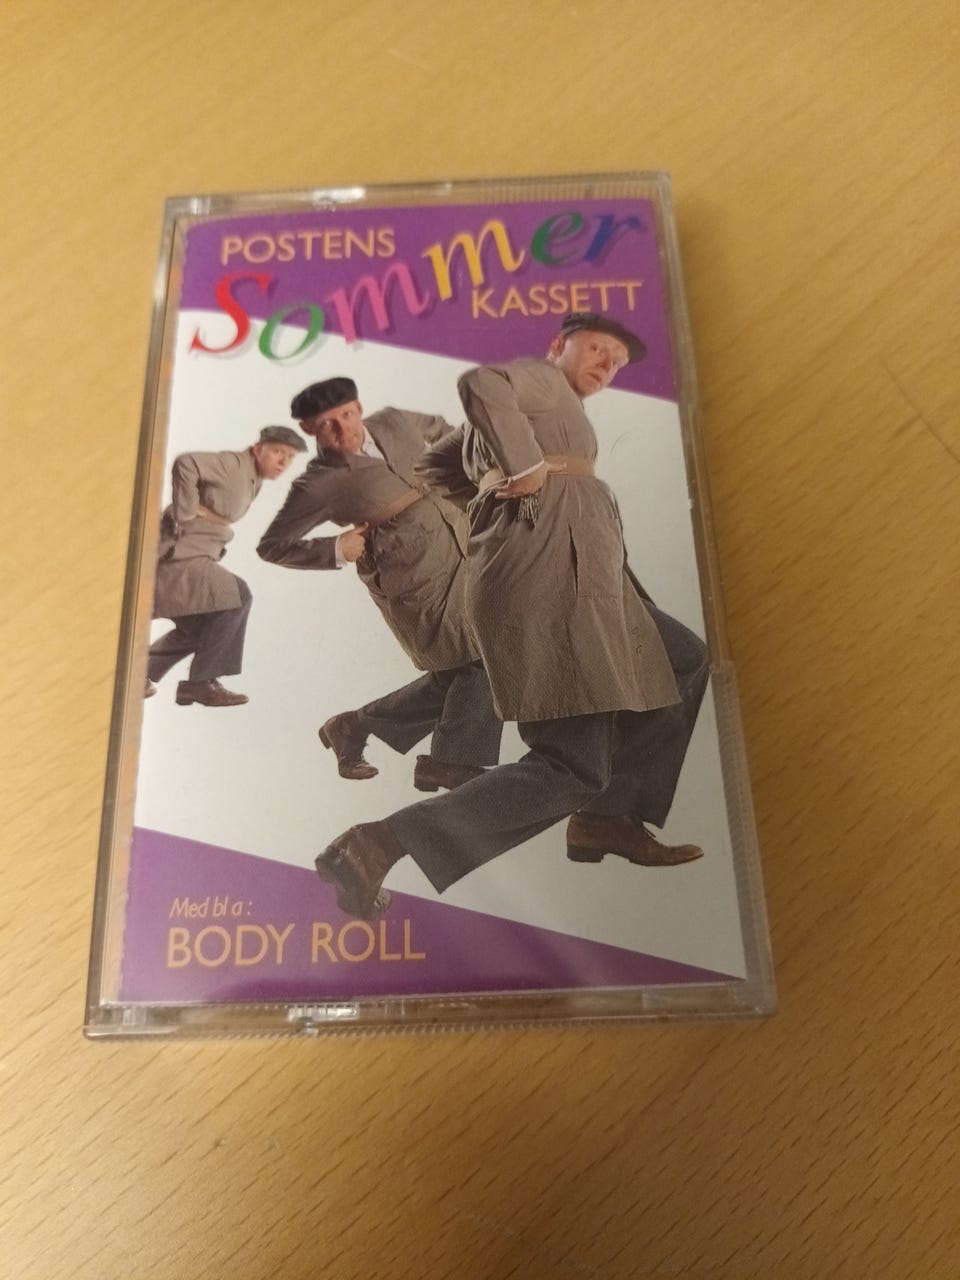 POSTENS
Sommer
KASSETT
Med bl a:
BODY ROLL